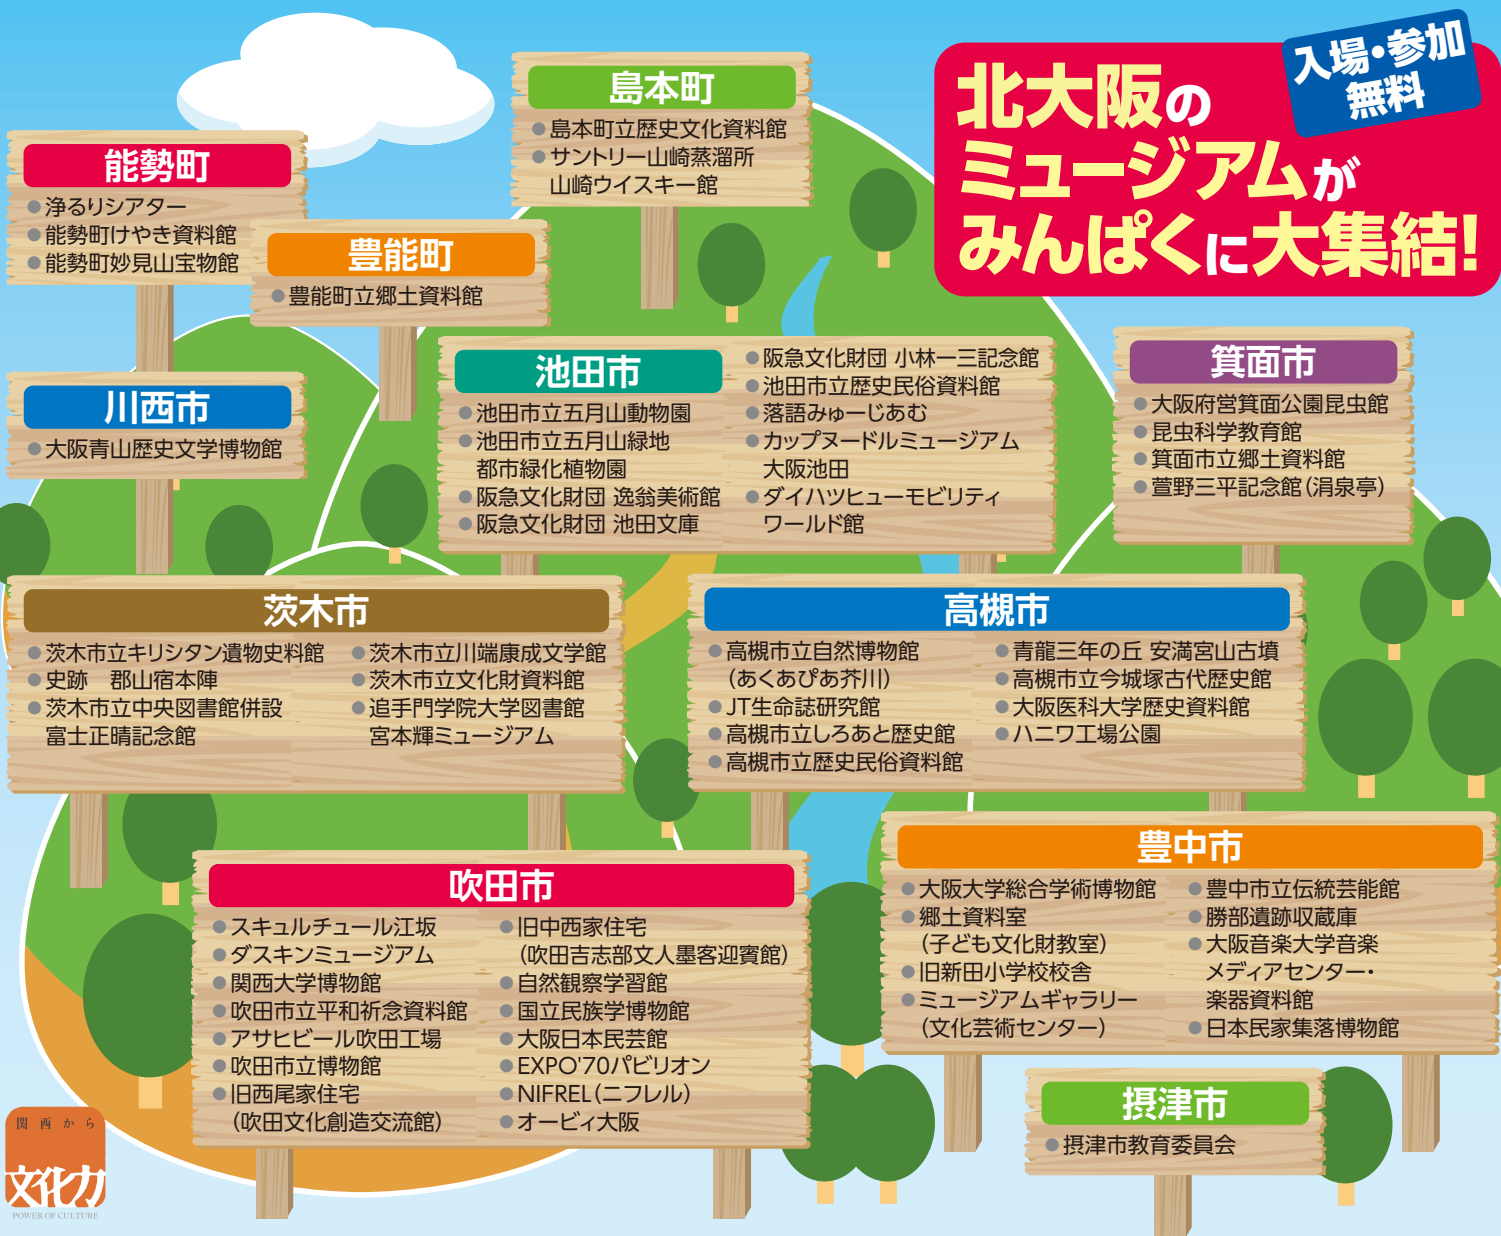 入場・参加
無料
北大阪の
ミュージアムが
みんぱくに大集結!
島本町
●島本町立歴史文化資料館
●サントリー山崎蒸溜所
山崎ウイスキー館
能勢町
●浄るりシアター
●能勢町けやき資料館
●能勢町妙見山宝物館
豊能町
●豊能町立郷土資料館
川西市
●大阪青山歴史文学博物館
池田市
●池田市立五月山動物園
●池田市立五月山緑地
都市緑化植物園
●阪急文化財団 逸翁美術館
●阪急文化財団 池田文庫
●阪急文化財団 小林一三記念館
●池田市立歴史民俗資料館
●落語みゅーじあむ
●カップヌードルミュージアム
大阪池田
●ダイハツヒューモビリティ
ワールド館
箕面市
●大阪府営箕面公園昆虫館
●昆虫科学教育館
●箕面市立郷土資料館
●萱野三平記念館(涓泉亭)
茨木市
●茨木市立キリシタン遺物史料館
●史跡　郡山宿本陣
●茨木市立中央図書館併設
富士正晴記念館
●茨木市立川端康成文学館
●茨木市立文化財資料館
●追手門学院大学図書館
宮本輝ミュージアム
高槻市
●高槻市立自然博物館
(あくあぴあ芥川)
●JT生命誌研究館
●高槻市立しろあと歴史館
●高槻市立歴史民俗資料館
●青龍三年の丘 安満宮山古墳
●高槻市立今城塚古代歴史館
●大阪医科大学歴史資料館
●ハニワ工場公園
吹田市
●スキュルチュール江坂
●ダスキンミュージアム
●関西大学博物館
●吹田市立平和祈念資料館
●アサヒビール吹田工場
●吹田市立博物館
●旧西尾家住宅
(吹田文化創造交流館)
●旧中西家住宅
(吹田吉志部文人墨客迎賓館)
●自然観察学習館
●国立民族学博物館
●大阪日本民芸館
●EXPO'70パビリオン
●NIFREL(ニフレル)
●オービィ大阪
豊中市
●大阪大学総合学術博物館
●郷土資料室
(子ども文化財教室)
●旧新田小学校校舎
●ミュージアムギャラリー
(文化芸術センター)
●豊中市立伝統芸能館
●勝部遺跡収蔵庫
●大阪音楽大学音楽
メディアセンター・
楽器資料館
●日本民家集落博物館
摂津市
●摂津市教育委員会
関西から
文化力
POWER OF CULTURE